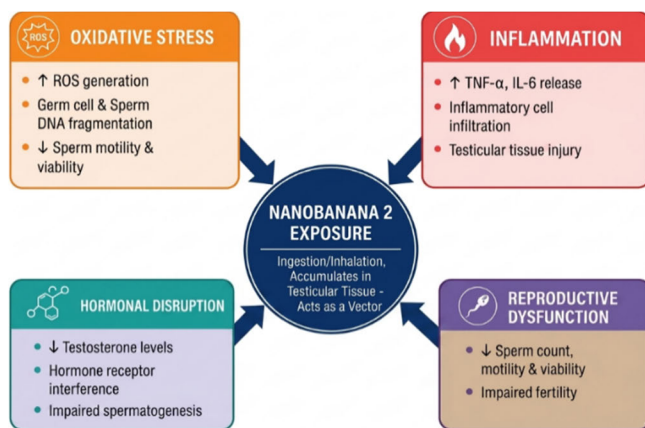 ROS
OXIDATIVE STRESS
↑ ROS generation
Germ cell & Sperm
DNA fragmentation
↓ Sperm motility &
viability
INFLAMMATION
↑ TNF-α, IL-6 release
Inflammatory cell
infiltration
Testicular tissue injury
NANOBANANA 2
EXPOSURE
Ingestion/Inhalation,
Accumulates in
Testicular Tissue -
Acts as a Vector
HORMONAL DISRUPTION
↓ Testosterone levels
Hormone receptor
interference
Impaired spermatogenesis
REPRODUCTIVE
DYSFUNCTION
↓ Sperm count,
motility & viability
Impaired fertility